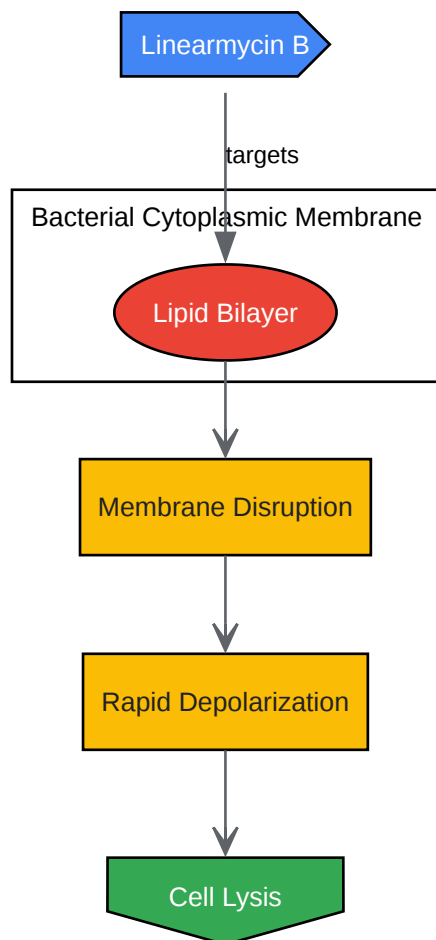 Linearmycin B
targets
Bacterial Cytoplasmic Membrane
Lipid Bilayer
Membrane Disruption
Rapid Depolarization
Cell Lysis